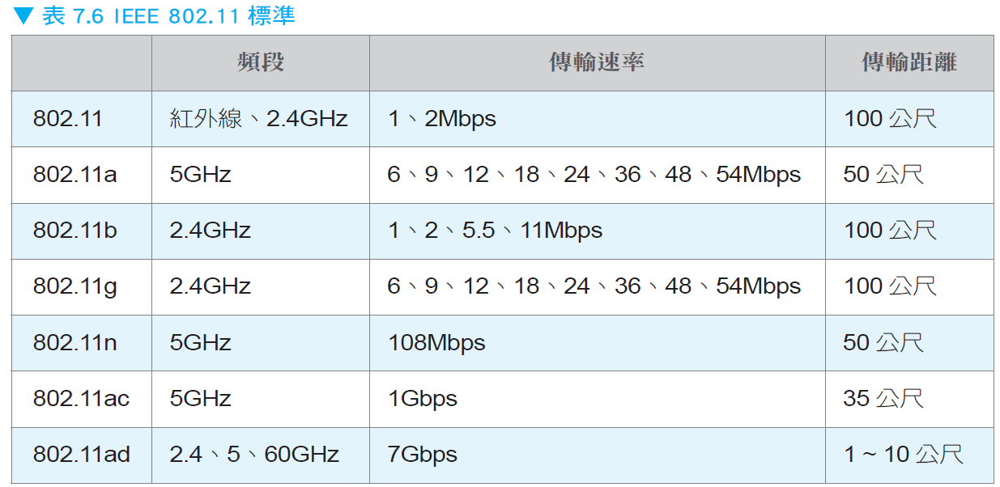 ▼ 表 7.6 IEEE 802.11 標準
頻段 傳輸速率 傳輸距離
802.11 紅外線、2.4GHz 1、2Mbps 100 公尺
802.11a 5GHz 6、9、12、18、24、36、48、54Mbps 50 公尺
802.11b 2.4GHz 1、2、5.5、11Mbps 100 公尺
802.11g 2.4GHz 6、9、12、18、24、36、48、54Mbps 100 公尺
802.11n 5GHz 108Mbps 50 公尺
802.11ac 5GHz 1Gbps 35 公尺
802.11ad 2.4、5、60GHz 7Gbps 1 ~ 10 公尺